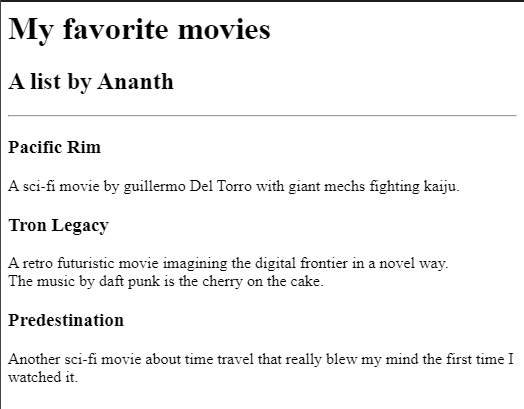 My favorite movies
A list by Ananth
Pacific Rim
A sci-fi movie by guillermo Del Torro with giant mechs fighting kaiju.
Tron Legacy
A retro futuristic movie imagining the digital frontier in a novel way.
The music by daft punk is the cherry on the cake.
Predestination
Another sci-fi movie about time travel that really blew my mind the first time I
watched it.